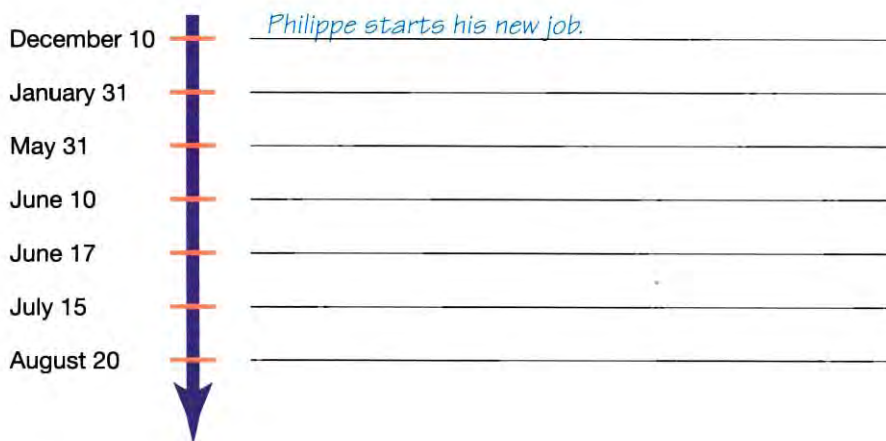 December 10 Philippe starts his new job.
January 31
May 31
June 10
June 17
July 15
August 20